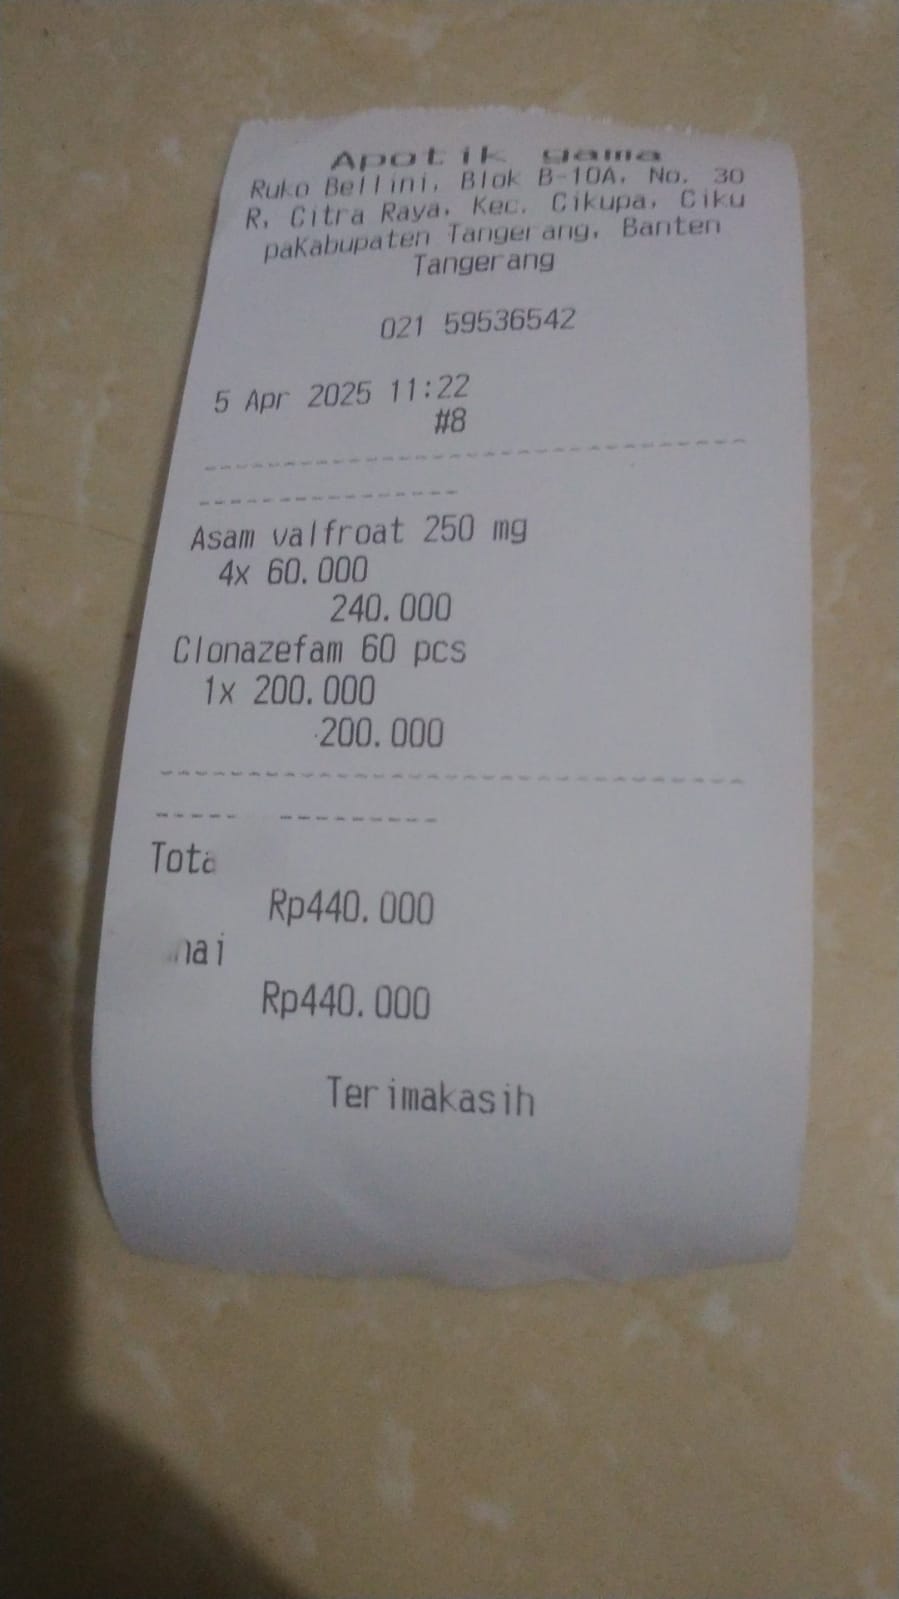 Apotik gama
Ruko Bellini, Blok B-10A, No. 30
R, Citra Raya, Kec. Cikupa, Ciku
paKabupaten Tangerang, Banten
Tangerang
021 59536542
5 Apr 2025 11:22
#8
Asam valfroat 250 mg
4x 60.000
240.000
Clonazefam 60 pcs
1x 200.000
200.000
Rp440.000
Rp440.000
Terimakasih